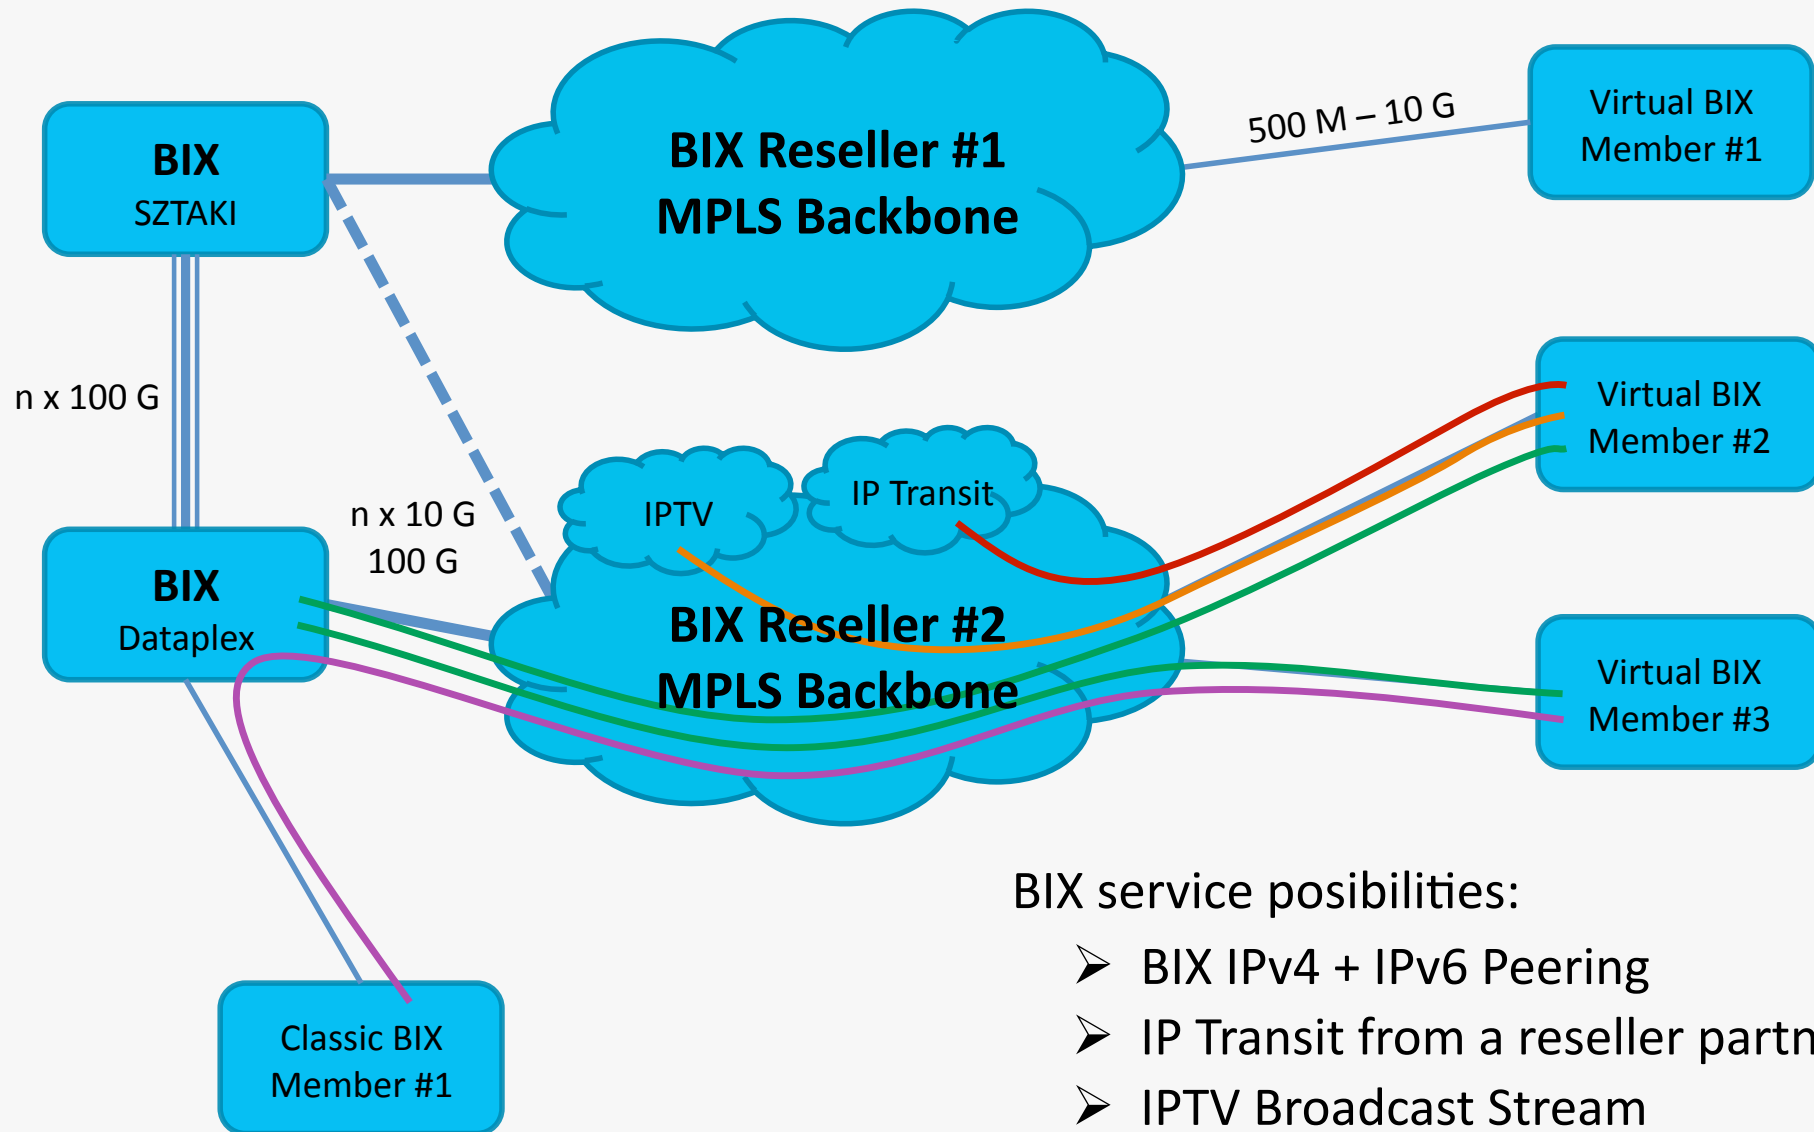 BIX
SZTAKI
BIX Reseller #1
MPLS Backbone
500 M – 10 G
Virtual BIX
Member #1
n x 100 G
n x 10 G
100 G
IPTV
IP Transit
Virtual BIX
Member #2
BIX
Dataplex
BIX Reseller #2
MPLS Backbone
Virtual BIX
Member #3
Classic BIX
Member #1
BIX service posibilities:
➢ BIX IPv4 + IPv6 Peering
➢ IP Transit from a reseller partn
➢ IPTV Broadcast Stream